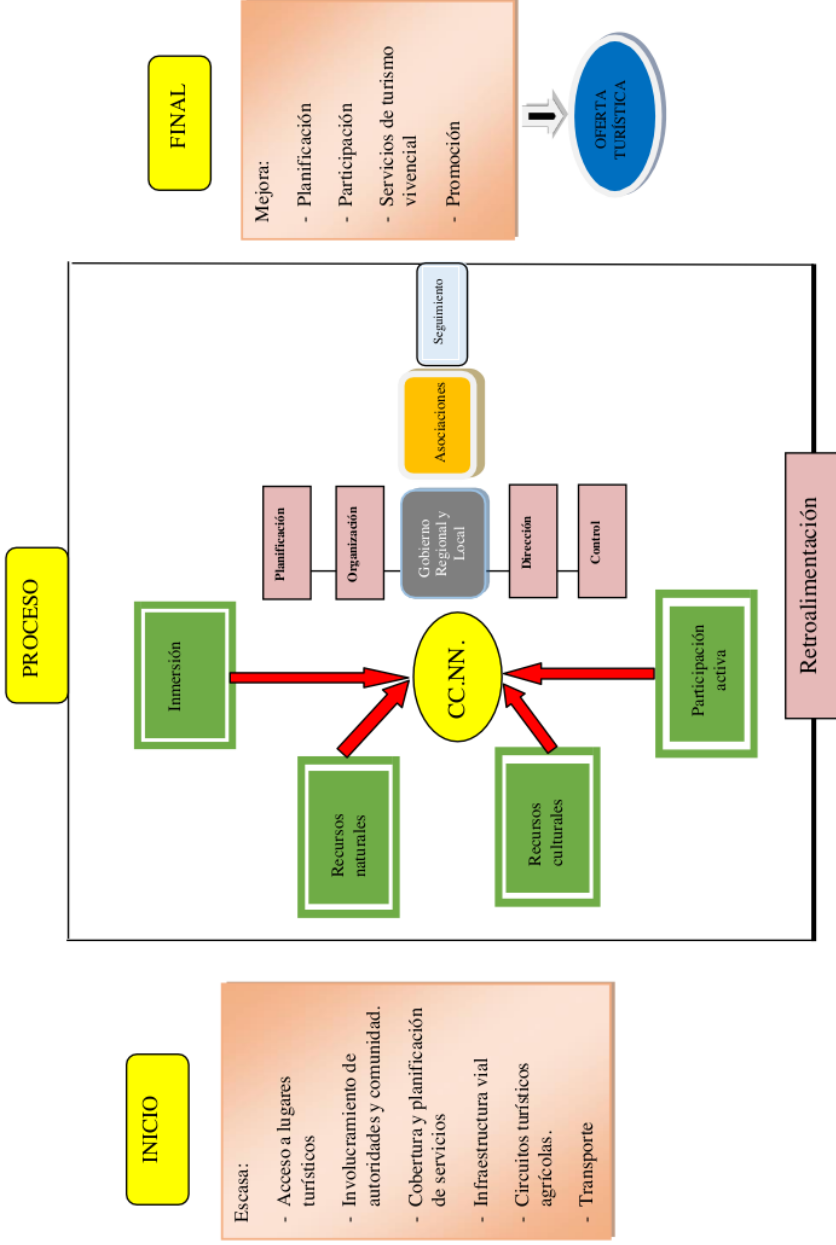 INICIO
Escasa:
- Acceso a lugares
turísticos
- Involucramiento de
autoridades y comunidad.
- Cobertura y planificación
de servicios
- Infraestructura vial
- Circuitos turísticos
agrícolas.
- Transporte
PROCESO
Inmersión
Recursos
naturales
Recursos
culturales
Participación
activa
CC.NN.
Planificación
Organización
Gobierno
Regional y
Local
Dirección
Control
Asociaciones
Seguimiento
Retroalimentación
FINAL
Mejora:
- Planificación
- Participación
- Servicios de turismo
vivencial
- Promoción
OFERTA
TURÍSTICA